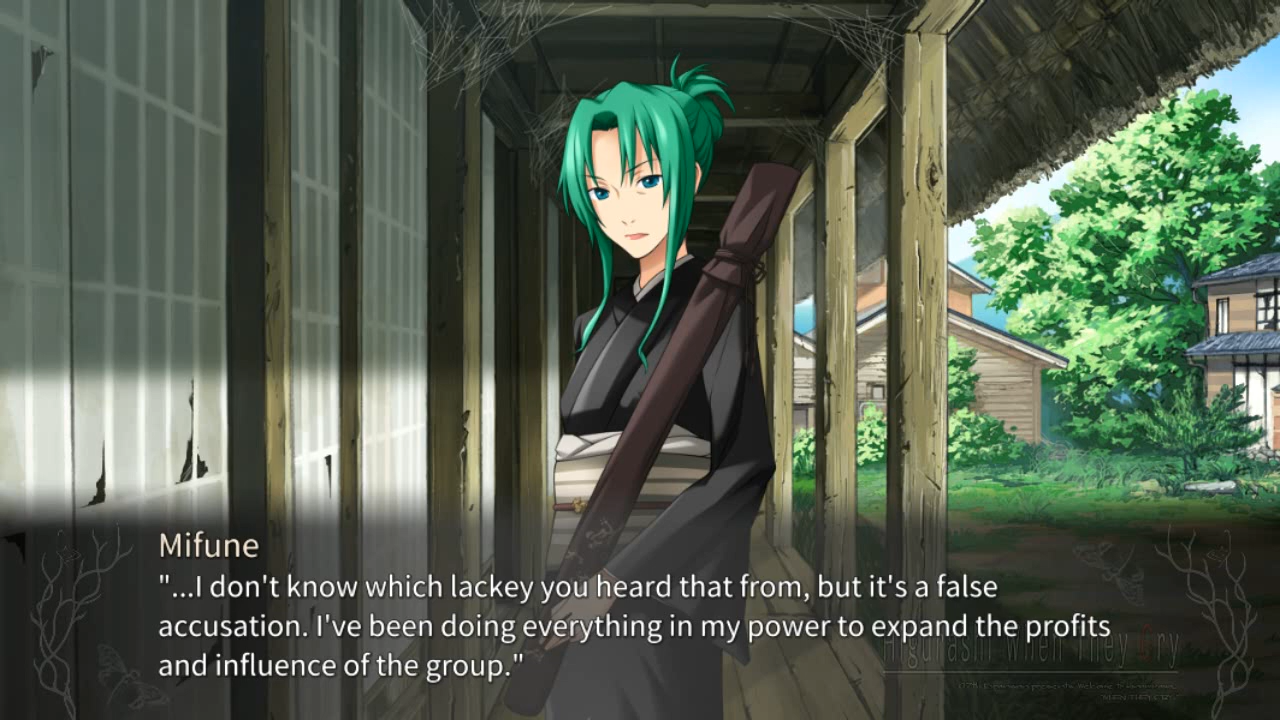 Mifune
"...I don't know which lackey you heard that from, but it's a false
accusation. I've been doing everything in my power to expand the profits
and influence of the group."
Higurashi When They Cry